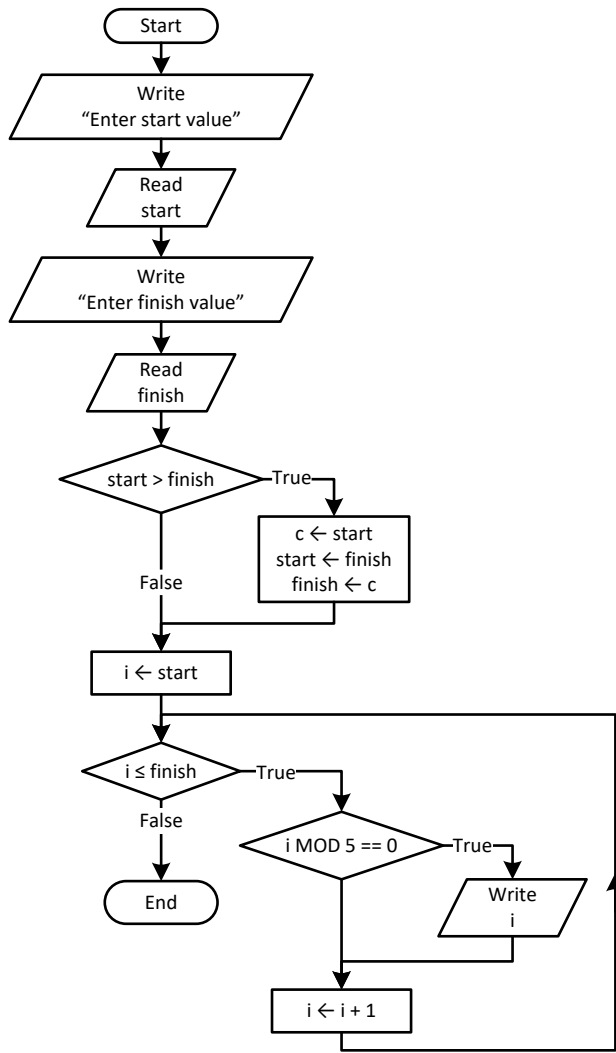 Start
Write
“Enter start value”
Read
start
Write
“Enter finish value”
Read
finish
start > finish
True
c ← start
start ← finish
finish ← c
False
i ← start
i ≤ finish
True
False
i MOD 5 == 0
True
End
Write
i
i ← i + 1